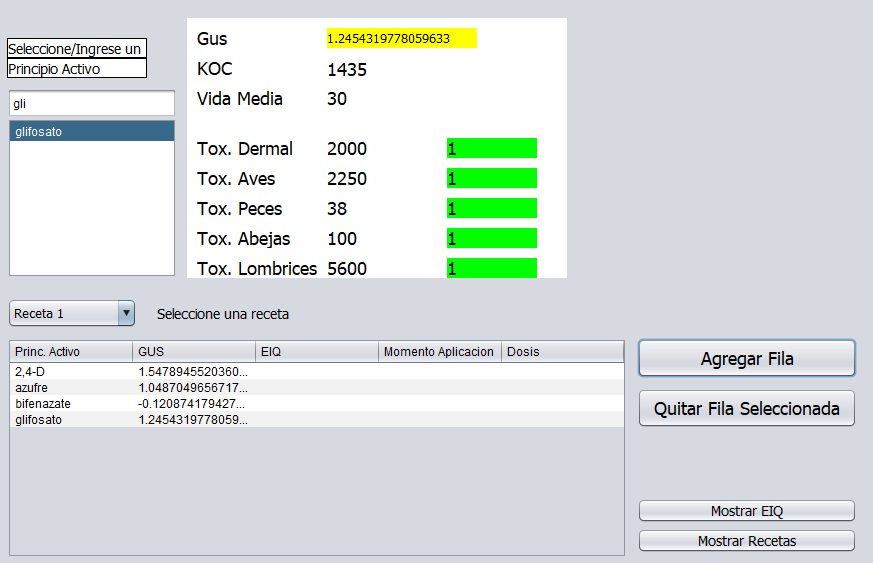 Seleccione/Ingrese un
Principio Activo
gli
glifosato
Gus 1.2454319778059633
KOC 1435
Vida Media 30
Tox. Dermal 2000 1
Tox. Aves 2250 1
Tox. Peces 38 1
Tox. Abejas 100 1
Tox. Lombrices 5600 1
Receta 1 Seleccione una receta
Princ. Activo GUS EIQ Momento Aplicacion Dosis
2,4-D 1.5478945520360...
azufre 1.0487049656717...
bifenazate -0.120874179427...
glifosato 1.2454319778059...
Agregar Fila
Quitar Fila Seleccionada
Mostrar EIQ
Mostrar Recetas